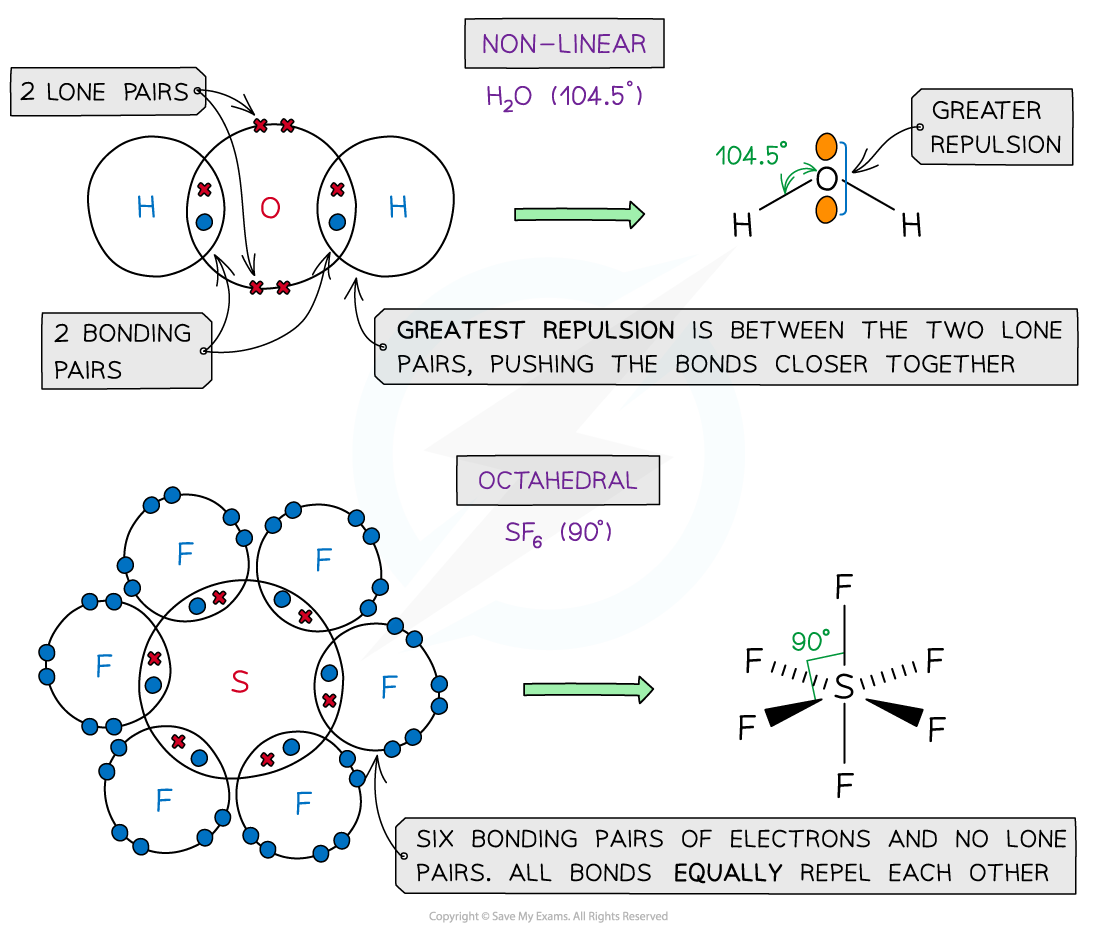 NON-LINEAR
H₂O (104.5°)
2 LONE PAIRS
GREATER
REPULSION
104.5°
H
O
H
O
H
H
2 BONDING
PAIRS
GREATEST REPULSION IS BETWEEN THE TWO LONE
PAIRS, PUSHING THE BONDS CLOSER TOGETHER
OCTAHEDRAL
SF₆ (90°)
F
F
F
S
F
F
F
F
90°
F
F
S
F
F
F
SIX BONDING PAIRS OF ELECTRONS AND NO LONE
PAIRS. ALL BONDS EQUALLY REPEL EACH OTHER
Copyright © Save My Exams. All Rights Reserved